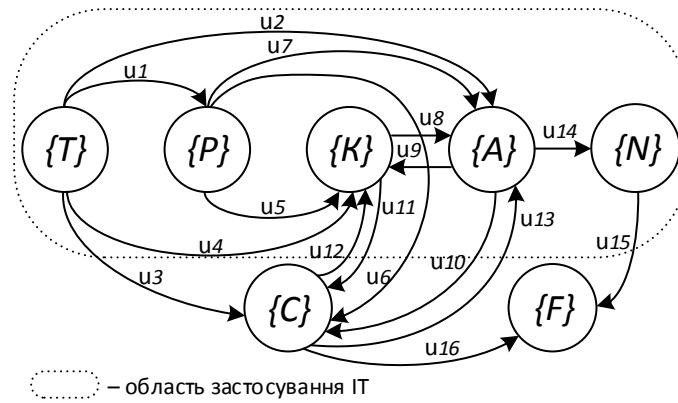 u2
u7
u1
u8
{T}
{P}
{К}
u9
{A}
u14
{N}
u5
u11
u13
u4
u12
u15
u3
u6
u10
{C}
{F}
u16
– область застосування ІТ